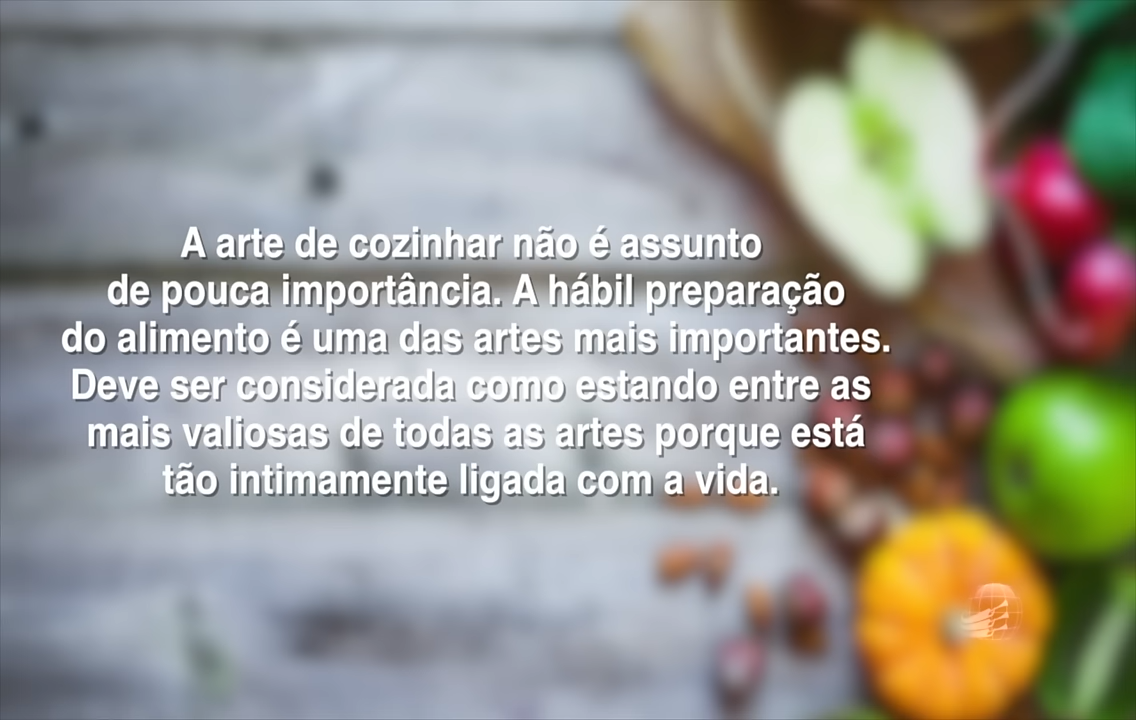 A arte de cozinhar não é assunto
de pouca importância. A hábil preparação
do alimento é uma das artes mais importantes.
Deve ser considerada como estando entre as
mais valiosas de todas as artes porque está
tão intimamente ligada com a vida.